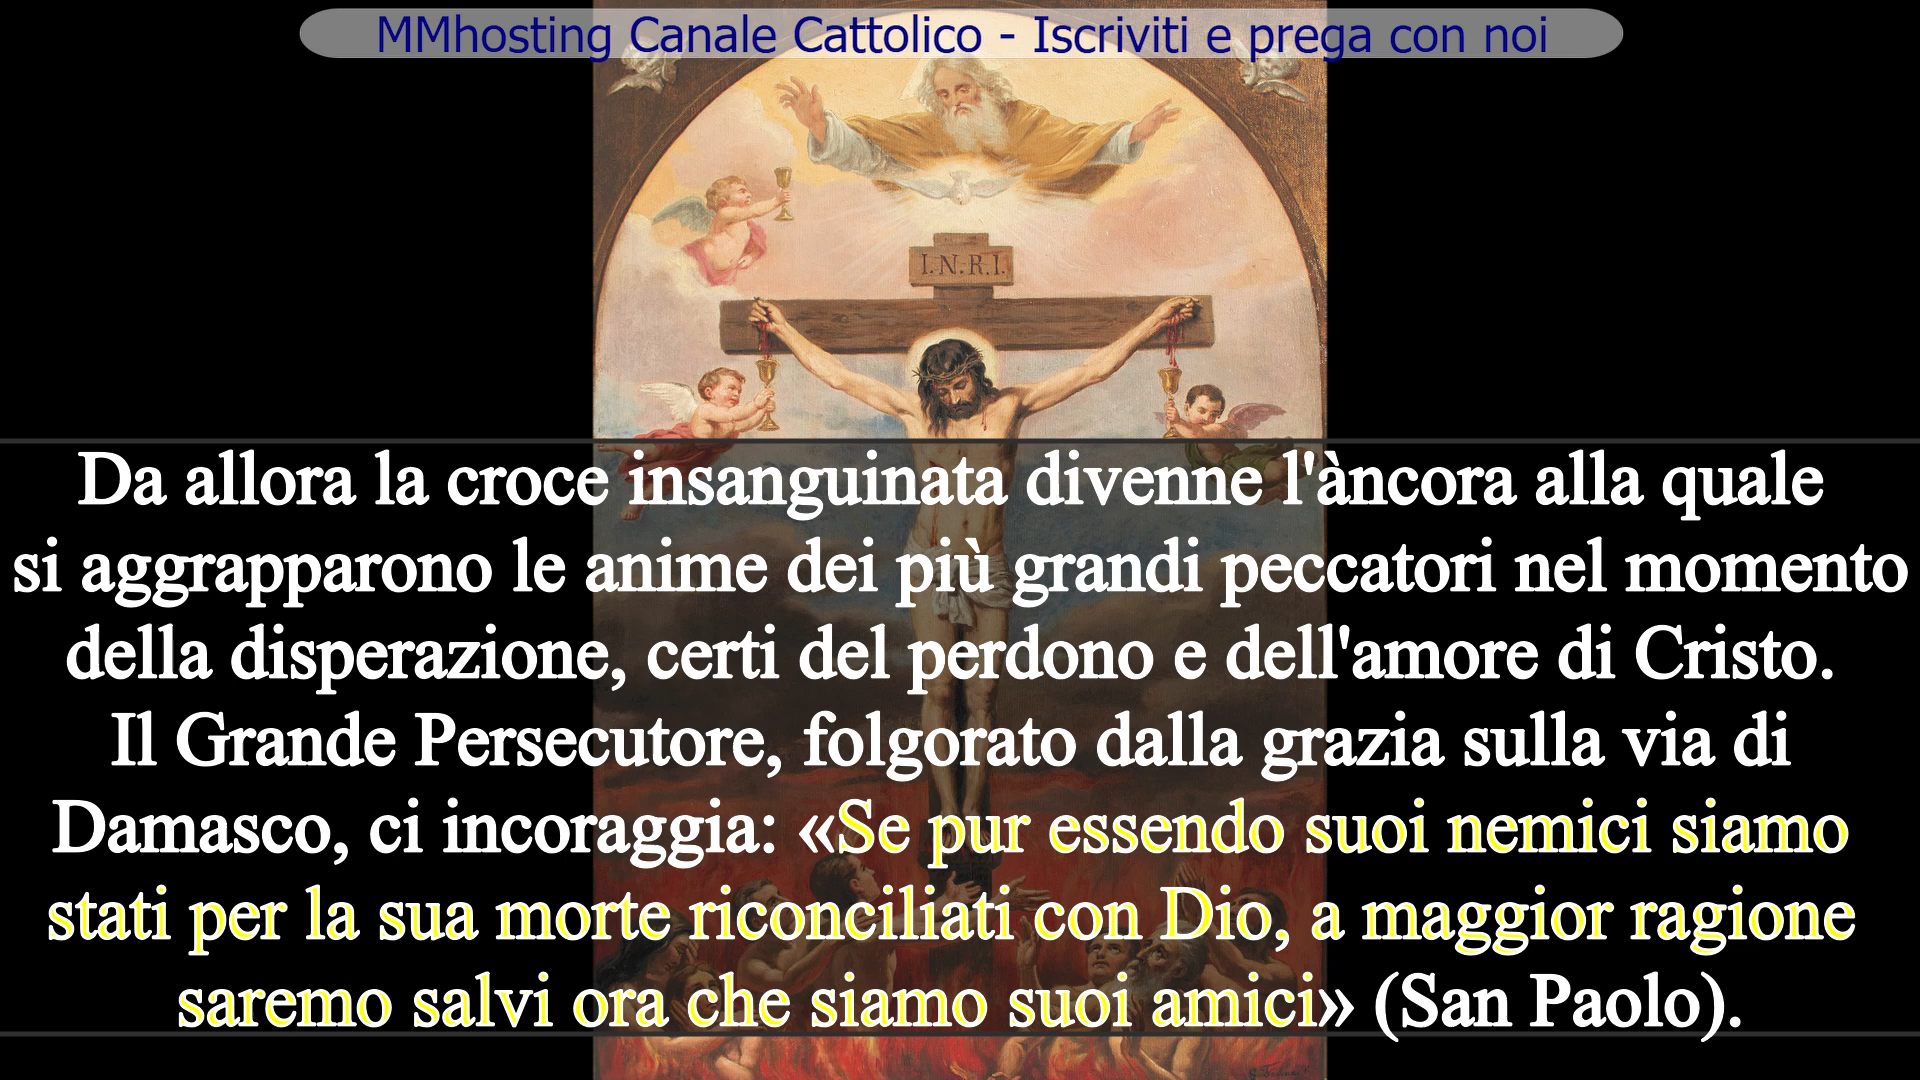 MMhosting Canale Cattolico - Iscriviti e prega con noi
I.N.R.I.
Da allora la croce insanguinata divenne l'àncora alla quale
si aggrapparono le anime dei più grandi peccatori nel momento
della disperazione, certi del perdono e dell'amore di Cristo.
Il Grande Persecutore, folgorato dalla grazia sulla via di
Damasco, ci incoraggia: «Se pur essendo suoi nemici siamo
stati per la sua morte riconciliati con Dio, a maggior ragione
saremo salvi ora che siamo suoi amici» (San Paolo).